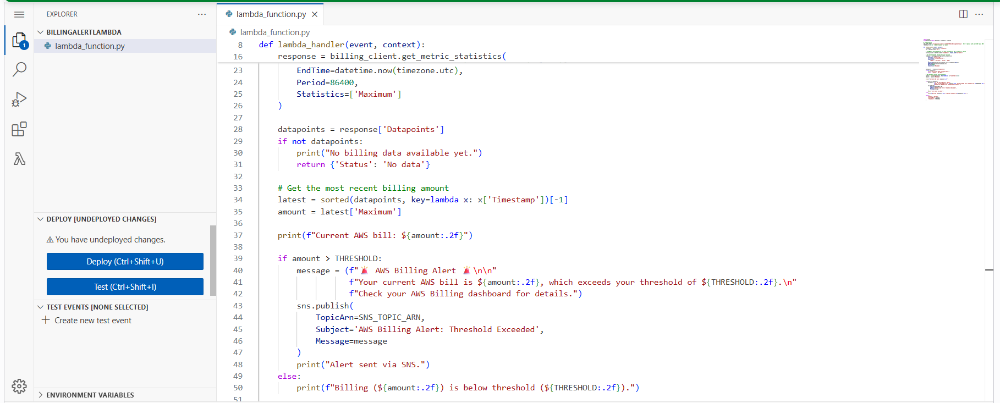 EXPLORER
BILLINGALERTLAMBDA
lambda_function.py
1
DEPLOY [UNDEPLOYED CHANGES]
You have undeployed changes.
Deploy (Ctrl+Shift+U)
Test (Ctrl+Shift+I)
TEST EVENTS [NONE SELECTED]
Create new test event
ENVIRONMENT VARIABLES
lambda_function.py
lambda_function.py
8 def lambda_handler(event, context):
16 response = billing_client.get_metric_statistics(
23 EndTime=datetime.now(timezone.utc),
24 Period=86400,
25 Statistics=['Maximum']
26 )
27
28 datapoints = response['Datapoints']
29 if not datapoints:
30 print("No billing data available yet.")
31 return {'Status': 'No data'}
32
33 # Get the most recent billing amount
34 latest = sorted(datapoints, key=lambda x: x['Timestamp'])[-1]
35 amount = latest['Maximum']
36
37 print(f"Current AWS bill: ${amount:.2f}")
38
39 if amount > THRESHOLD:
40 message = (f"🚨 AWS Billing Alert 🚨\n\n"
41 f"Your current AWS bill is ${amount:.2f}, which exceeds your threshold of ${THRESHOLD:.2f}.\n"
42 f"Check your AWS Billing dashboard for details.")
43 sns.publish(
44 TopicArn=SNS_TOPIC_ARN,
45 Subject='AWS Billing Alert: Threshold Exceeded',
46 Message=message
47 )
48 print("Alert sent via SNS.")
49 else:
50 print(f"Billing (${amount:.2f}) is below threshold (${THRESHOLD:.2f}).")
51